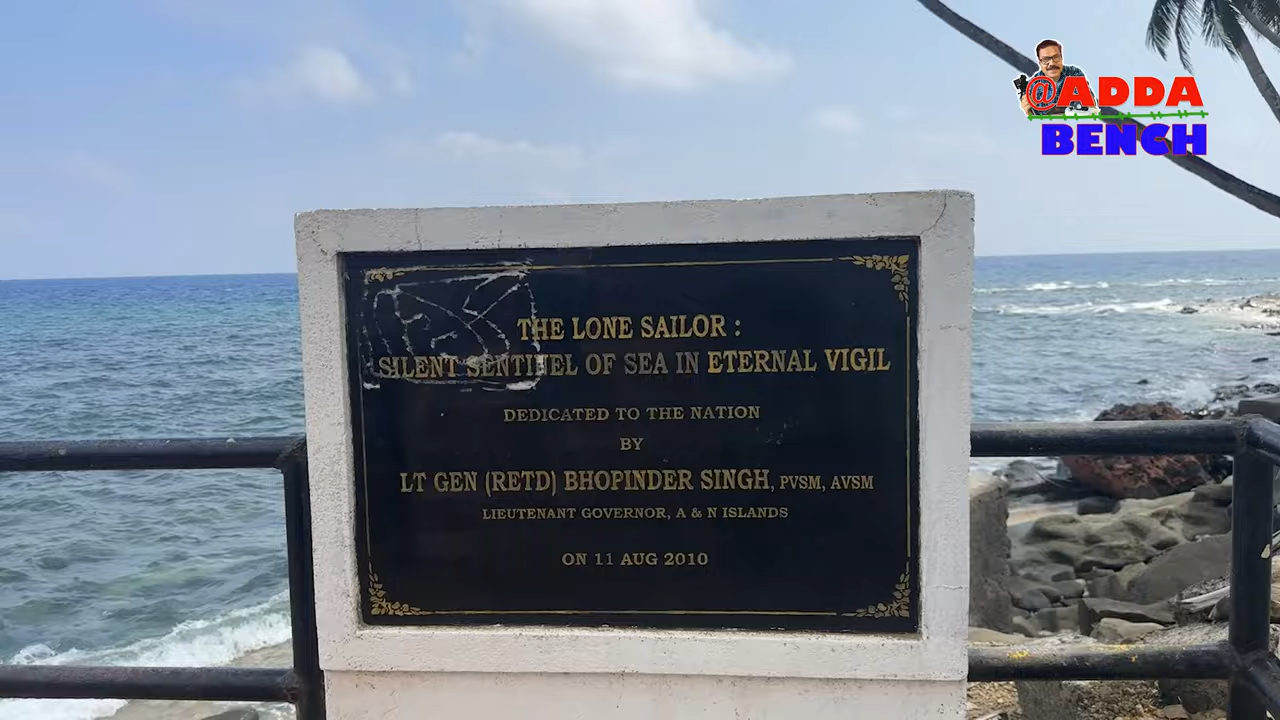 @ADDA
BENCH
THE LONE SAILOR :
SILENT SENTINEL OF SEA IN ETERNAL VIGIL
DEDICATED TO THE NATION
BY
LT GEN (RETD) BHOPINDER SINGH, PVSM, AVSM
LIEUTENANT GOVERNOR, A & N ISLANDS
ON 11 AUG 2010